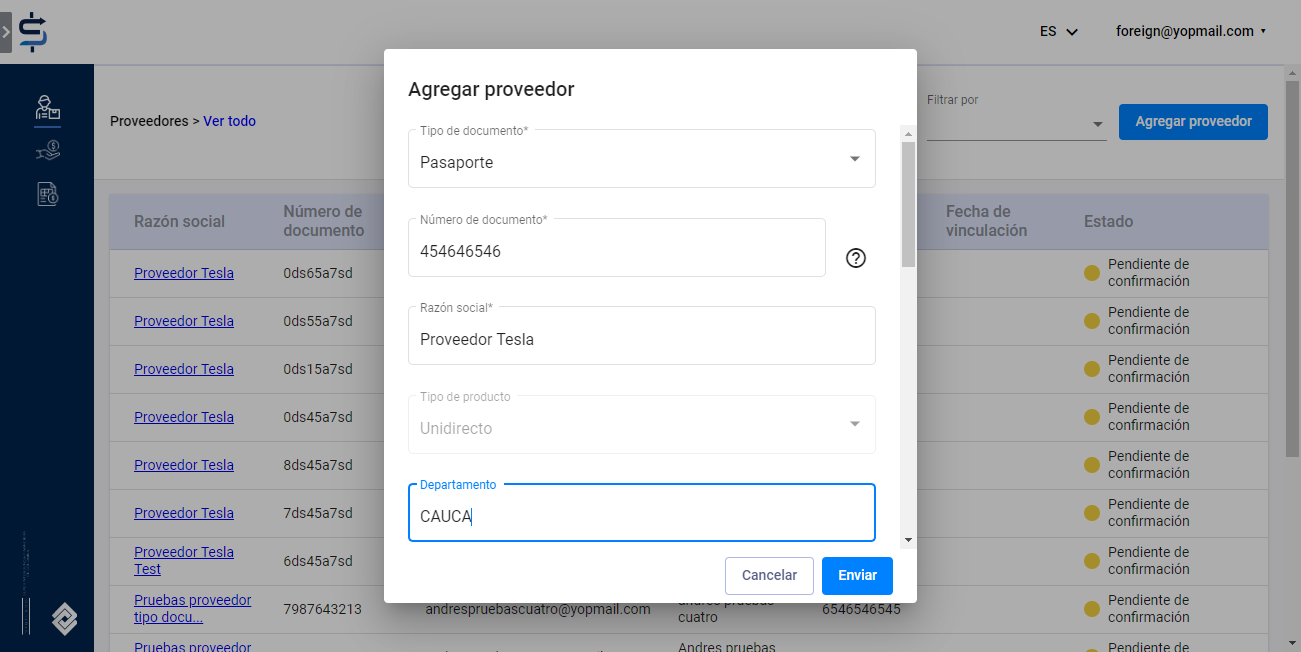 ES
foreign@yopmail.com
Proveedores > Ver todo
Filtrar por
Agregar proveedor
Razón social
Número de
documento
Fecha de
vinculación
Estado
Proveedor Tesla
0ds65a7sd
Pendiente de
confirmación
Proveedor Tesla
0ds55a7sd
Pendiente de
confirmación
Proveedor Tesla
0ds15a7sd
Pendiente de
confirmación
Proveedor Tesla
0ds45a7sd
Pendiente de
confirmación
Proveedor Tesla
8ds45a7sd
Pendiente de
confirmación
Proveedor Tesla
7ds45a7sd
Pendiente de
confirmación
Proveedor Tesla
Test
6ds45a7sd
Pendiente de
confirmación
Pruebas proveedor
tipo docu...
7987643213
andrespruebascuatro@yopmail.com
andres pruebas
cuatro
6546546545
Pendiente de
confirmación
Pruebas proveedor
Andres pruebas
Pendiente de
Agregar proveedor
Tipo de documento*
Pasaporte
Número de documento*
454646546
Razón social*
Proveedor Tesla
Tipo de producto
Unidirecto
Departamento
CAUCA
Cancelar
Enviar